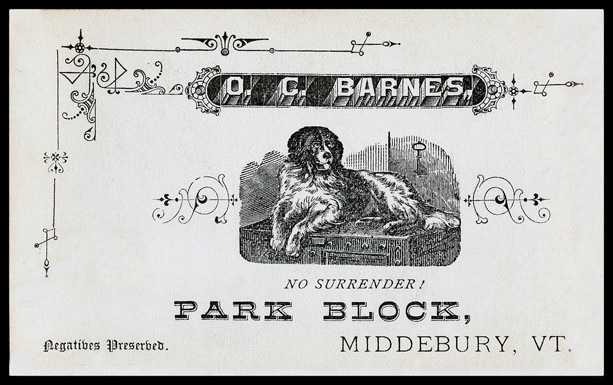 O. C. BARNES,
NO SURRENDER!
PARK BLOCK,
Negatives Preserved.
MIDDEBURY, VT.